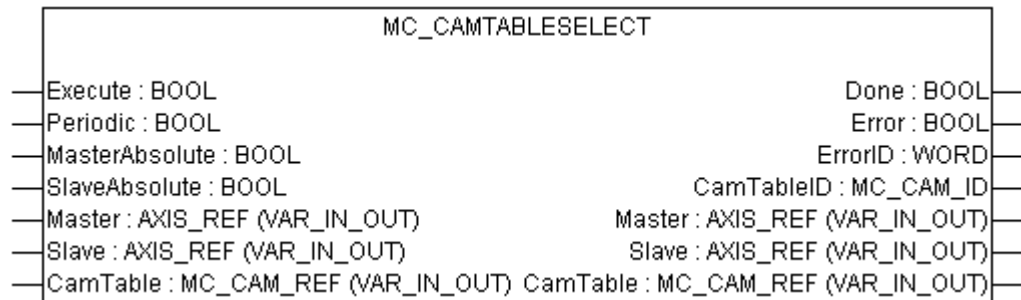 MC_CAMTABLESELECT
Execute : BOOL Done : BOOL
Periodic : BOOL Error : BOOL
MasterAbsolute : BOOL ErrorID : WORD
SlaveAbsolute : BOOL CamTableID : MC_CAM_ID
Master : AXIS_REF (VAR_IN_OUT) Master : AXIS_REF (VAR_IN_OUT)
Slave : AXIS_REF (VAR_IN_OUT) Slave : AXIS_REF (VAR_IN_OUT)
CamTable : MC_CAM_REF (VAR_IN_OUT) CamTable : MC_CAM_REF (VAR_IN_OUT)